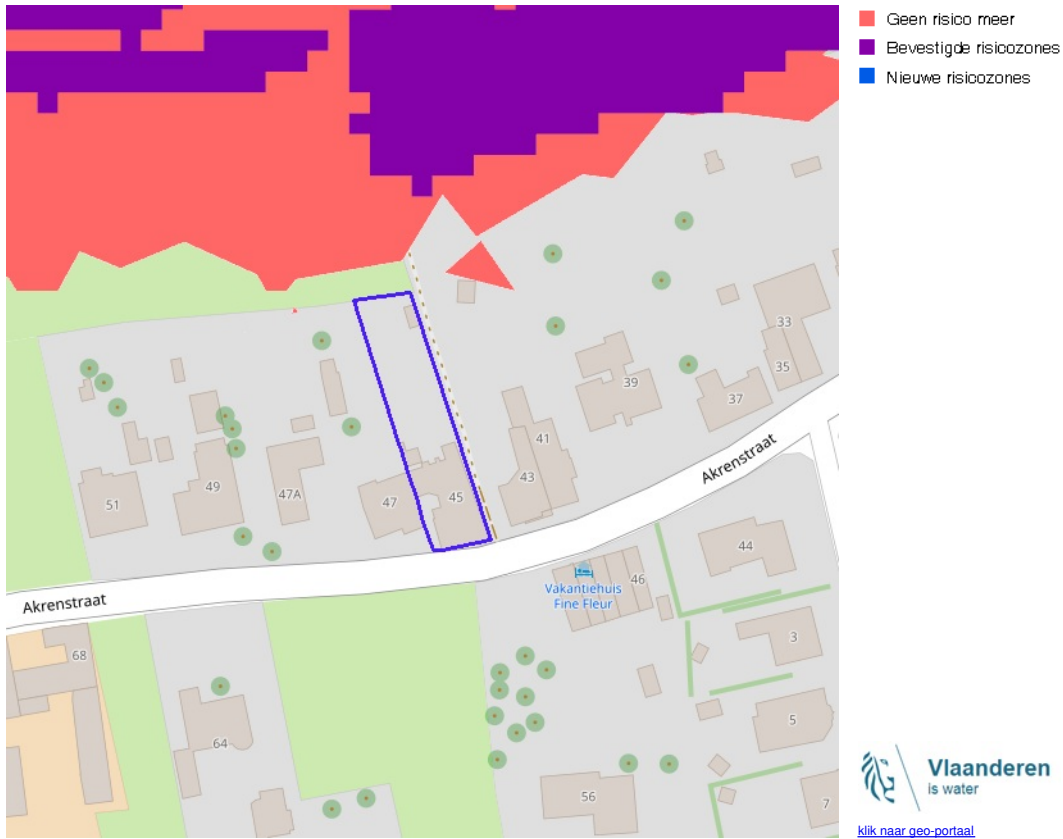 Geen risico meer
Bevestigde risicozones
Nieuwe risicozones
33
35
39
37
41
43
Akrenstraat
51
49
47A
47
45
44
Vakantiehuis
Fine Fleur
46
Akrenstraat
3
68
5
64
56
7
Vlaanderen
is water
klik naar geo-portaal